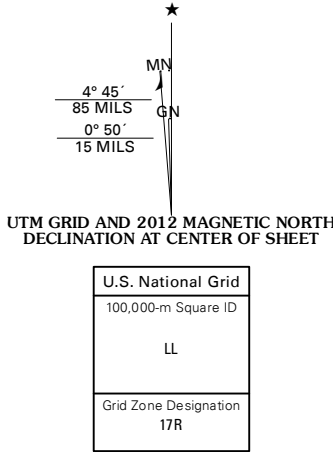 MN
4° 45´
85 MILS
GN
0° 50´
15 MILS
UTM GRID AND 2012 MAGNETIC NORTH
DECLINATION AT CENTER OF SHEET
U.S. National Grid
100,000-m Square ID
LL
Grid Zone Designation
17R